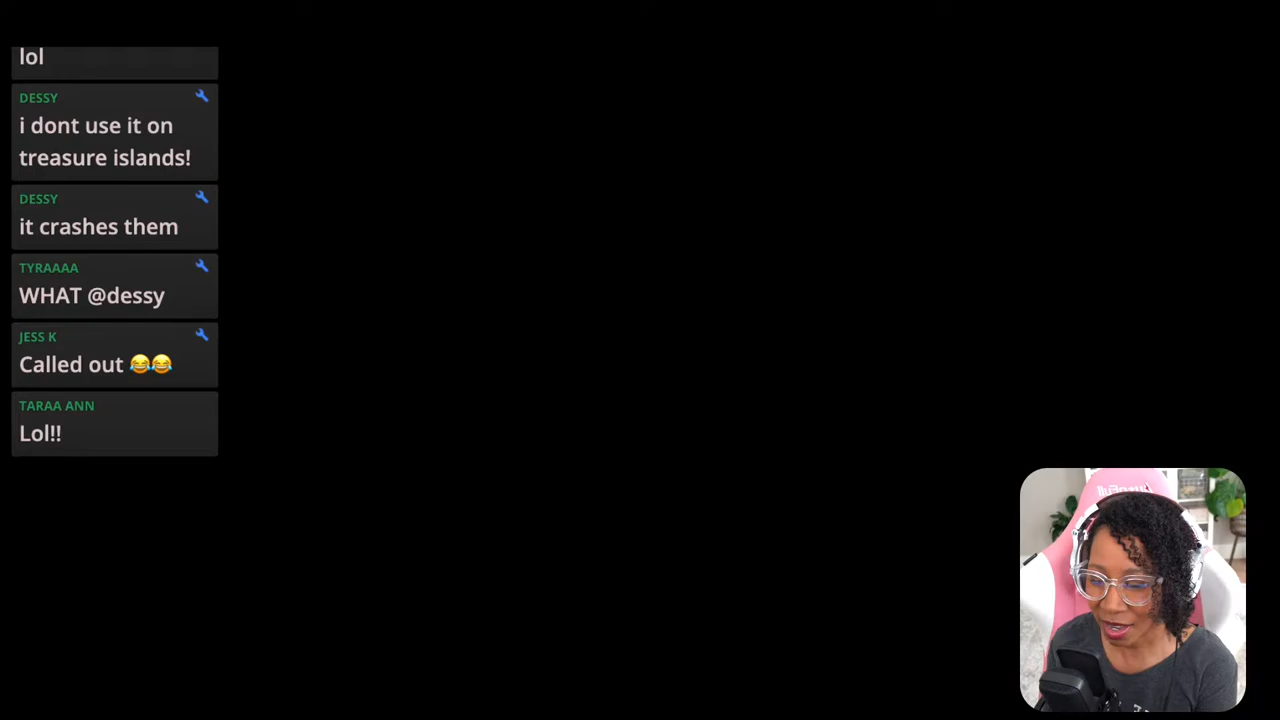 lol
DESSY
i dont use it on
treasure islands!
DESSY
it crashes them
TYRAAAA
WHAT @dessy
JESS K
Called out 😂😂
TARAA ANN
Lol!!